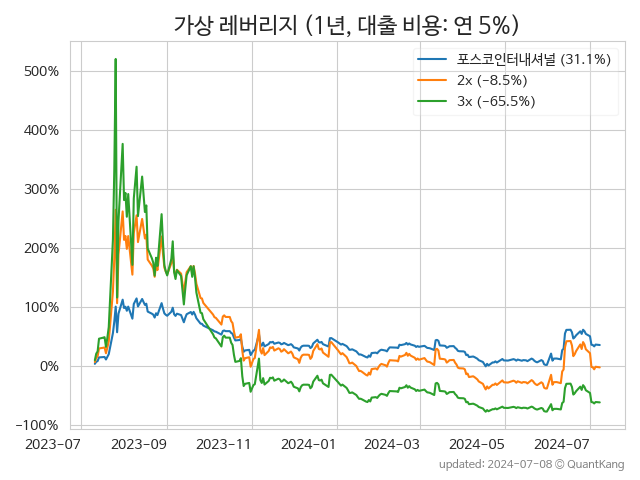 가상 레버리지 (1년, 대출 비용: 연 5%)
포스코인터내셔널 (31.1%)
2x (-8.5%)
3x (-65.5%)
500%
400%
300%
200%
100%
0%
-100%
2023-07 2023-09 2023-11 2024-01 2024-03 2024-05 2024-07
updated: 2024-07-08 © QuantKang